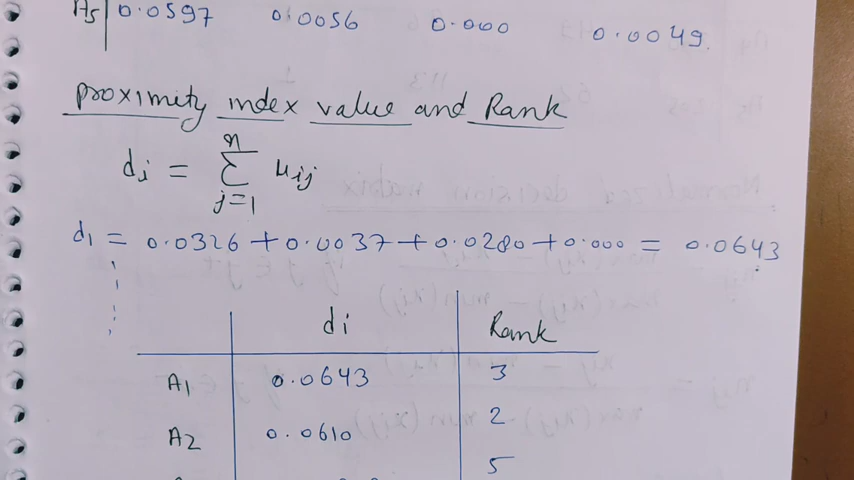 A5 0.0597 0.0056 0.000 0.0049
proximity index value and Rank
di = n Σ j=1 uij
d1 = 0.0326 + 0.0037 + 0.0280 + 0.000 = 0.0643
di Rank
A1 0.0643 3
A2 0.0610 2
5